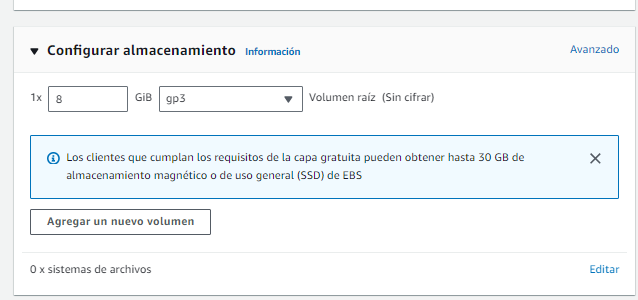 Configurar almacenamiento Información Avanzado
1x 8 GiB gp3 Volumen raíz (Sin cifrar)
Los clientes que cumplan los requisitos de la capa gratuita pueden obtener hasta 30 GB de
almacenamiento magnético o de uso general (SSD) de EBS
Agregar un nuevo volumen
0 x sistemas de archivos Editar